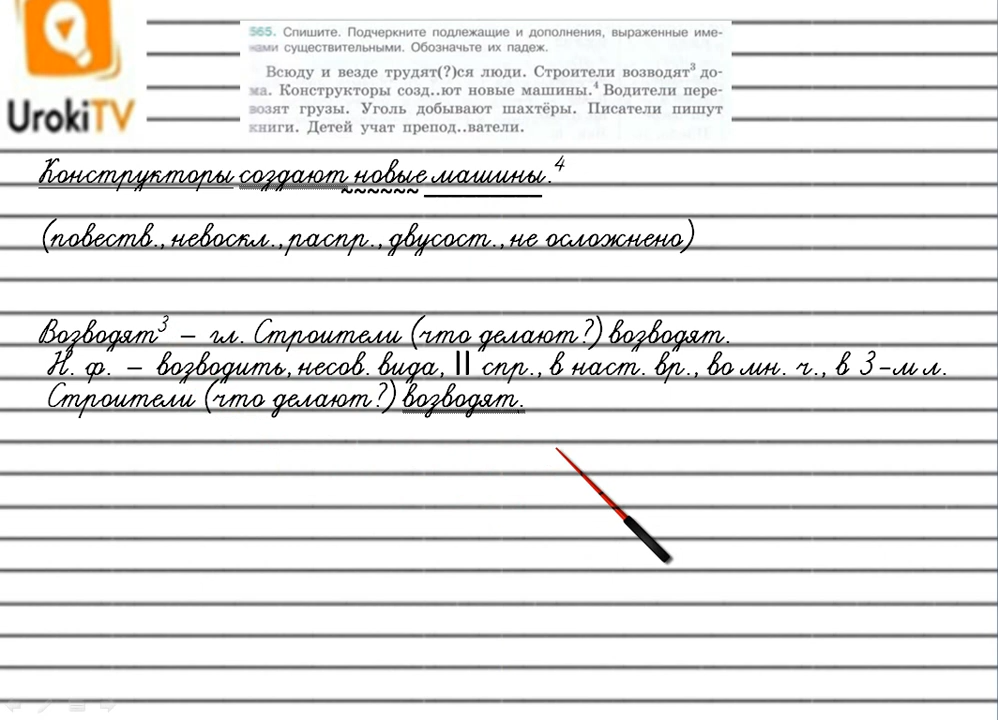 UrokiTV
565. Спишите. Подчеркните подлежащие и дополнения, выраженные име-
нами существительными. Обозначьте их падеж.
Всюду и везде трудят(?)ся люди. Строители возводят³ до-
ма. Конструкторы созд..ют новые машины.⁴ Водители пере-
возят грузы. Уголь добывают шахтёры. Писатели пишут
книги. Детей учат препод..ватели.
Конструкторы создают новые машины.⁴
(повеств., невоскл., распр., двусост., не осложнено)
Возводят³ – гл. Строители (что делают?) возводят.
Н. ф. – возводить, несов. вида, II спр., в наст. вр., во мн. ч., в 3-м л.
Строители (что делают?) возводят.